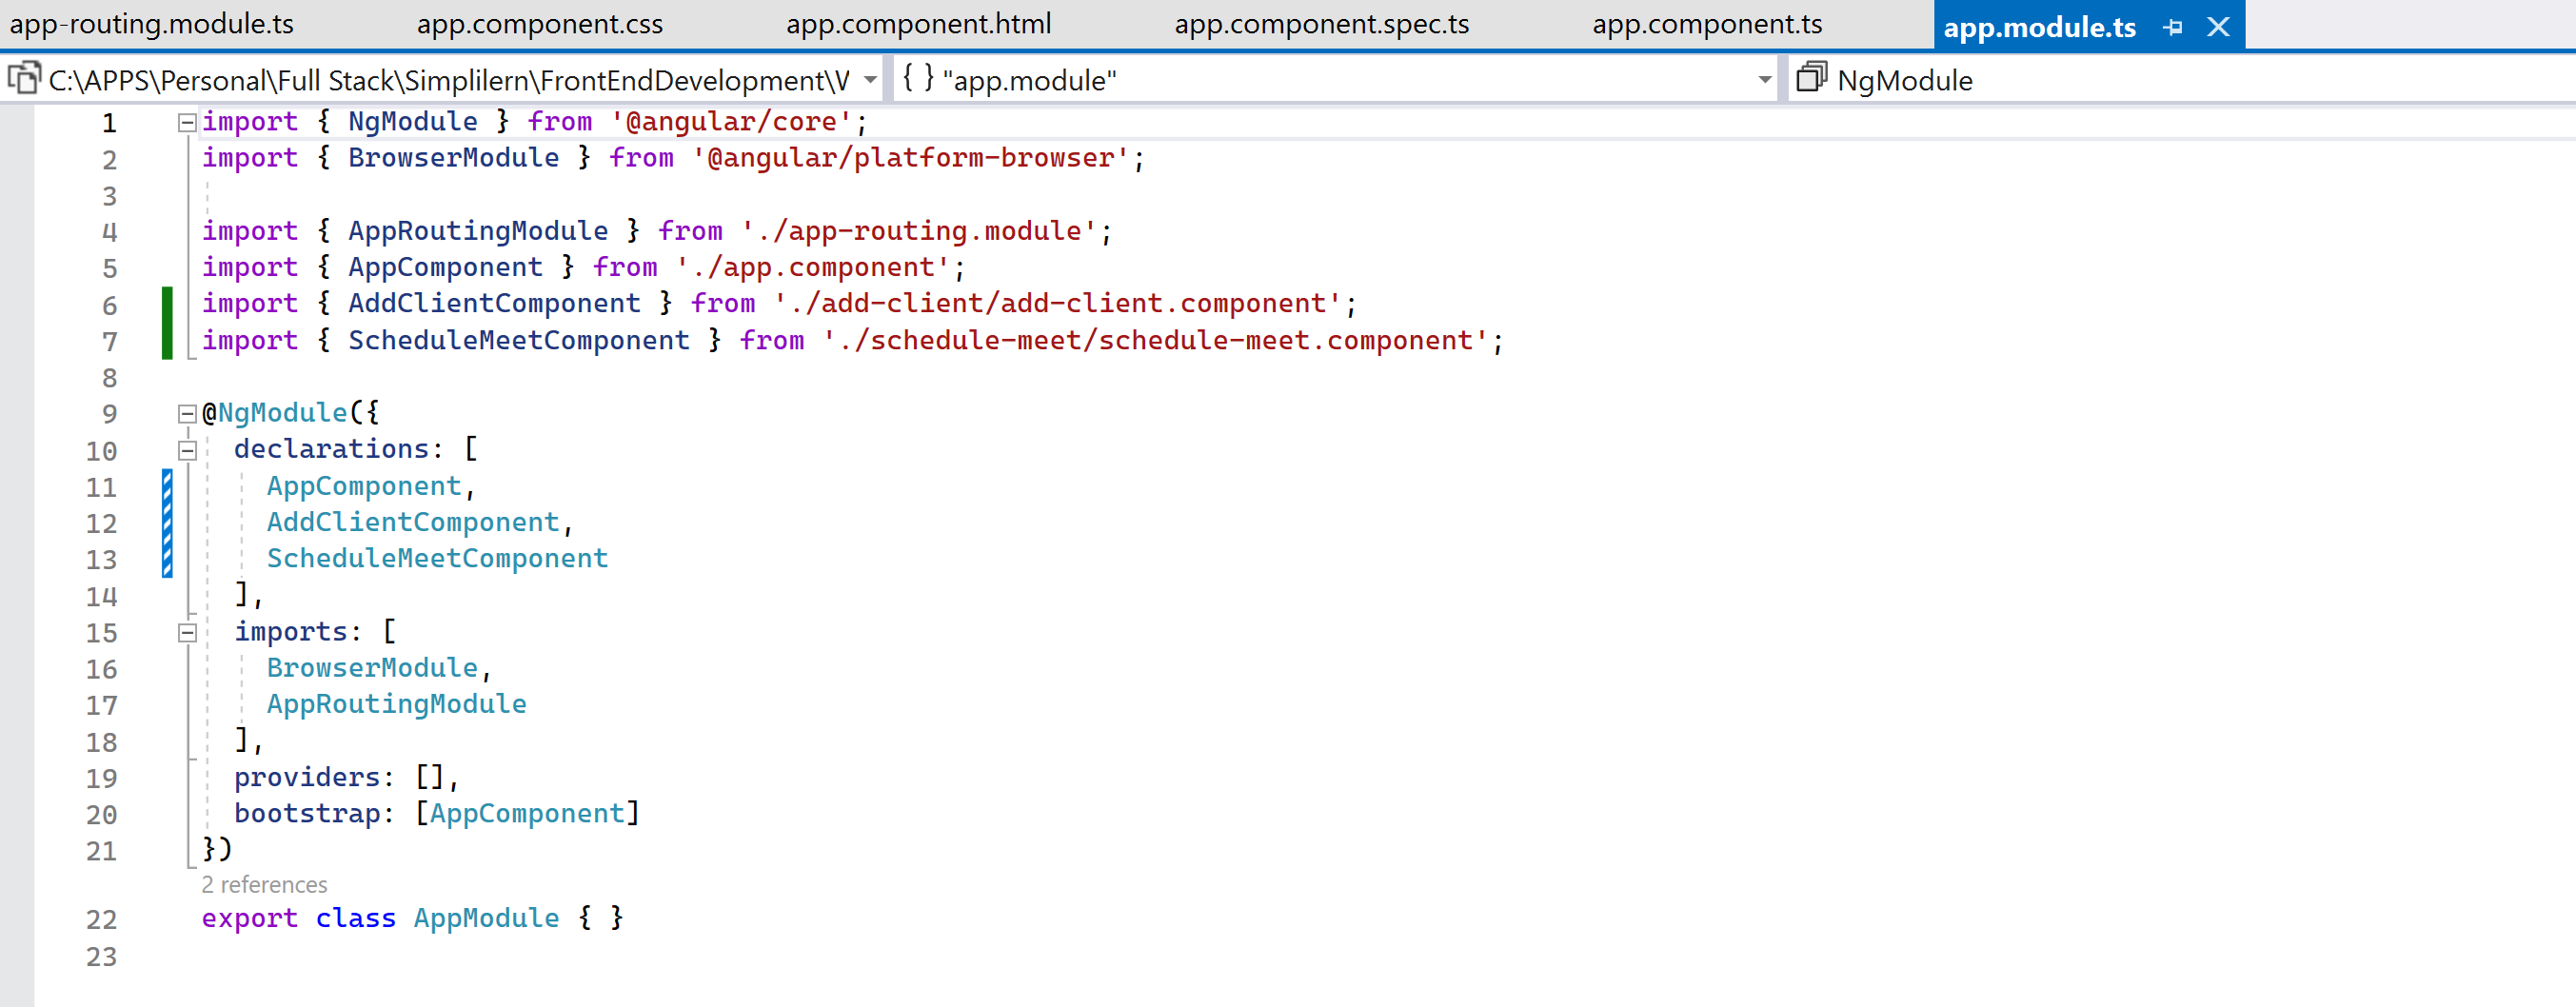 app-routing.module.ts app.component.css app.component.html app.component.spec.ts app.component.ts app.module.ts
C:\APPS\Personal\Full Stack\Simplilern\FrontEndDevelopment\V { } "app.module" NgModule
1 import { NgModule } from '@angular/core';
2 import { BrowserModule } from '@angular/platform-browser';
3
4 import { AppRoutingModule } from './app-routing.module';
5 import { AppComponent } from './app.component';
6 import { AddClientComponent } from './add-client/add-client.component';
7 import { ScheduleMeetComponent } from './schedule-meet/schedule-meet.component';
8
9 @NgModule({
10 declarations: [
11 AppComponent,
12 AddClientComponent,
13 ScheduleMeetComponent
14 ],
15 imports: [
16 BrowserModule,
17 AppRoutingModule
18 ],
19 providers: [],
20 bootstrap: [AppComponent]
21 })
2 references
22 export class AppModule { }
23